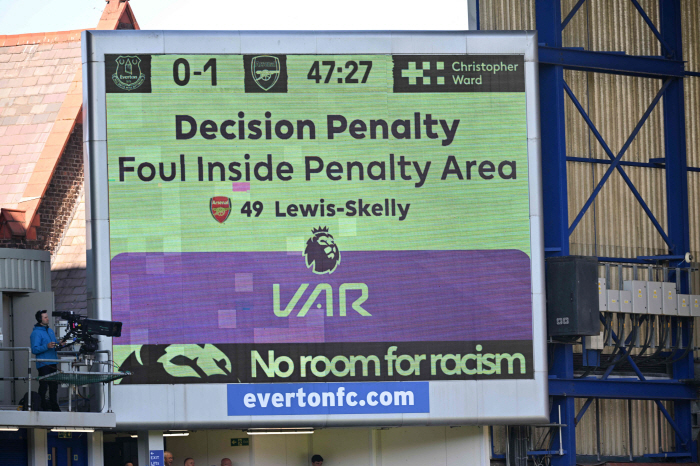 0-1 47:27 Christopher Ward
Decision Penalty
Foul Inside Penalty Area
Arsenal 49 Lewis-Skelly
VAR
No room for racism
evertonfc.com